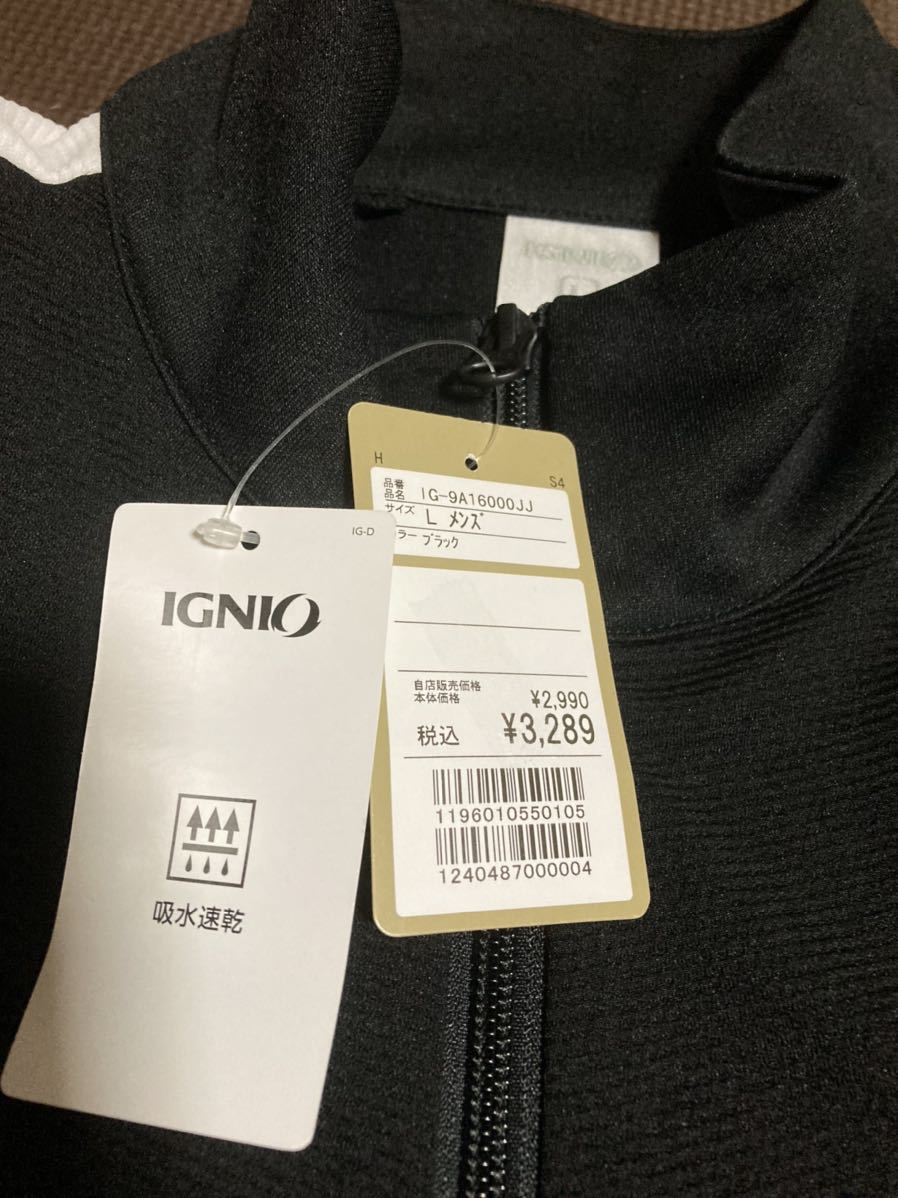 IG-D
IGNIO
吸水速乾
H
S4
品番
品名 IG-9A16000JJ
サイズ L メンズ
ラー ブラック
自店販売価格
本体価格 ¥2,990
税込 ¥3,289
1196010550105
1240487000004